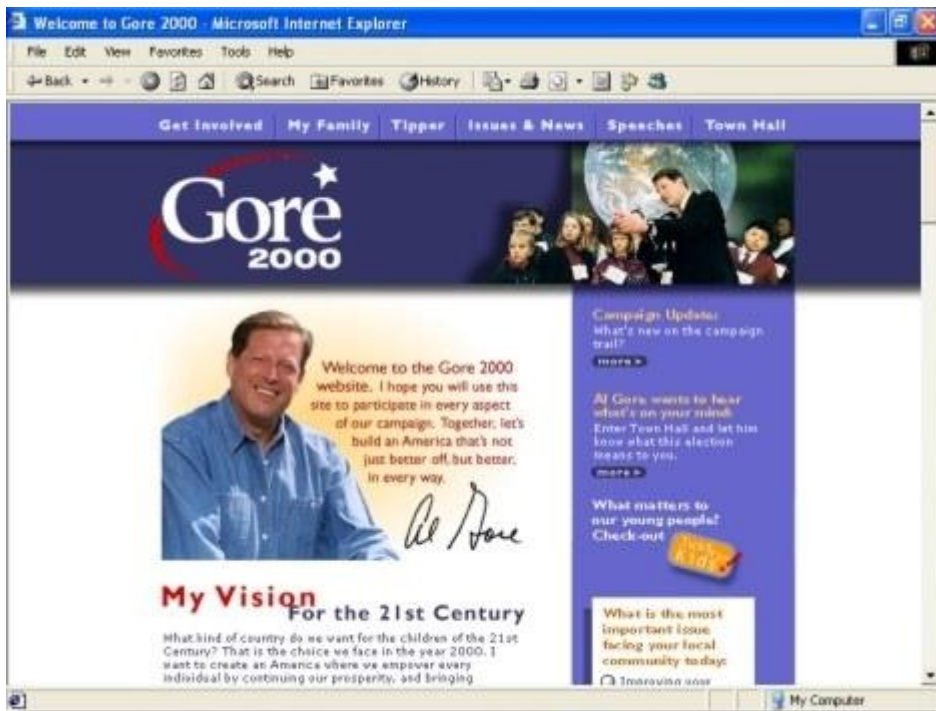 Welcome to Gore 2000 - Microsoft Internet Explorer
File Edit View Favorites Tools Help
Back Search Favorites History
Get Involved My Family Tipper Issues & News Speeches Town Hall
Gore
2000
Welcome to the Gore 2000
website. I hope you will use this
site to participate in every aspect
of our campaign. Together, let's
build an America that's not
just better off, but better,
in every way.
Al Gore
My Vision
For the 21st Century
What kind of country do we want for the children of the 21st
Century? That is the choice we face in the year 2000. I
want to create an America where we empower every
individual by continuing our prosperity, and bringing
Campaign Update:
What's new on the campaign
trail?
more >
Al Gore wants to hear
what's on your mind:
Enter Town Hall and let him
know what this election
means to you.
more >
What matters to
our young people?
Check-out
Just for
Kids
What is the most
important issue
facing your local
community today:
Improving your
My Computer